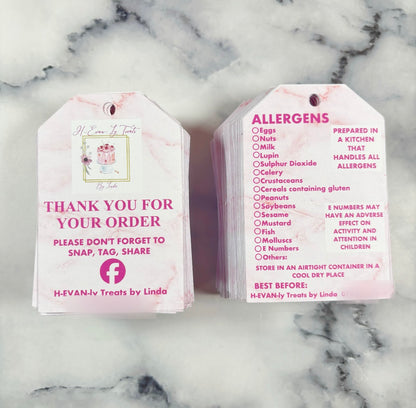 H-Evan-Ly Treats
By Linda
THANK YOU FOR
YOUR ORDER
PLEASE DON'T FORGET TO
SNAP, TAG, SHARE
f
H-EVAN-ly Treats by Linda
ALLERGENS
Eggs
Nuts
Milk
Lupin
Sulphur Dioxide
Celery
Crustaceans
Cereals containing gluten
Peanuts
Soybeans
Sesame
Mustard
Fish
Molluscs
E Numbers
Others:
PREPARED IN
A KITCHEN
THAT
HANDLES ALL
ALLERGENS
E NUMBERS MAY
HAVE AN ADVERSE
EFFECT ON
ACTIVITY AND
ATTENTION IN
CHILDREN
STORE IN AN AIRTIGHT CONTAINER IN A
COOL DRY PLACE
BEST BEFORE:
H-EVAN-ly Treats by Linda